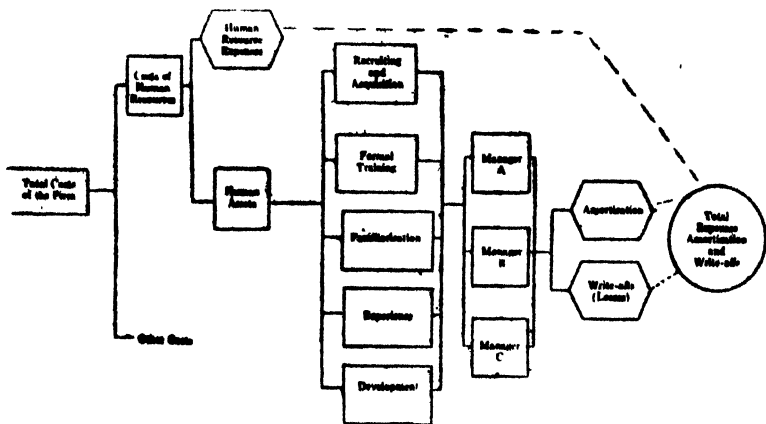 Human
Resource
Expenses
Costs of
Human
Resources
Total Costs
of the Firm
Human
Assets
Other Costs
Recruiting
and
Acquisition
Formal
Training
Familiarization
Experience
Development
Manager
A
Manager
B
Manager
C
Amortization
Write-offs
(Losses)
Total
Expense
Amortization
and
Write-offs